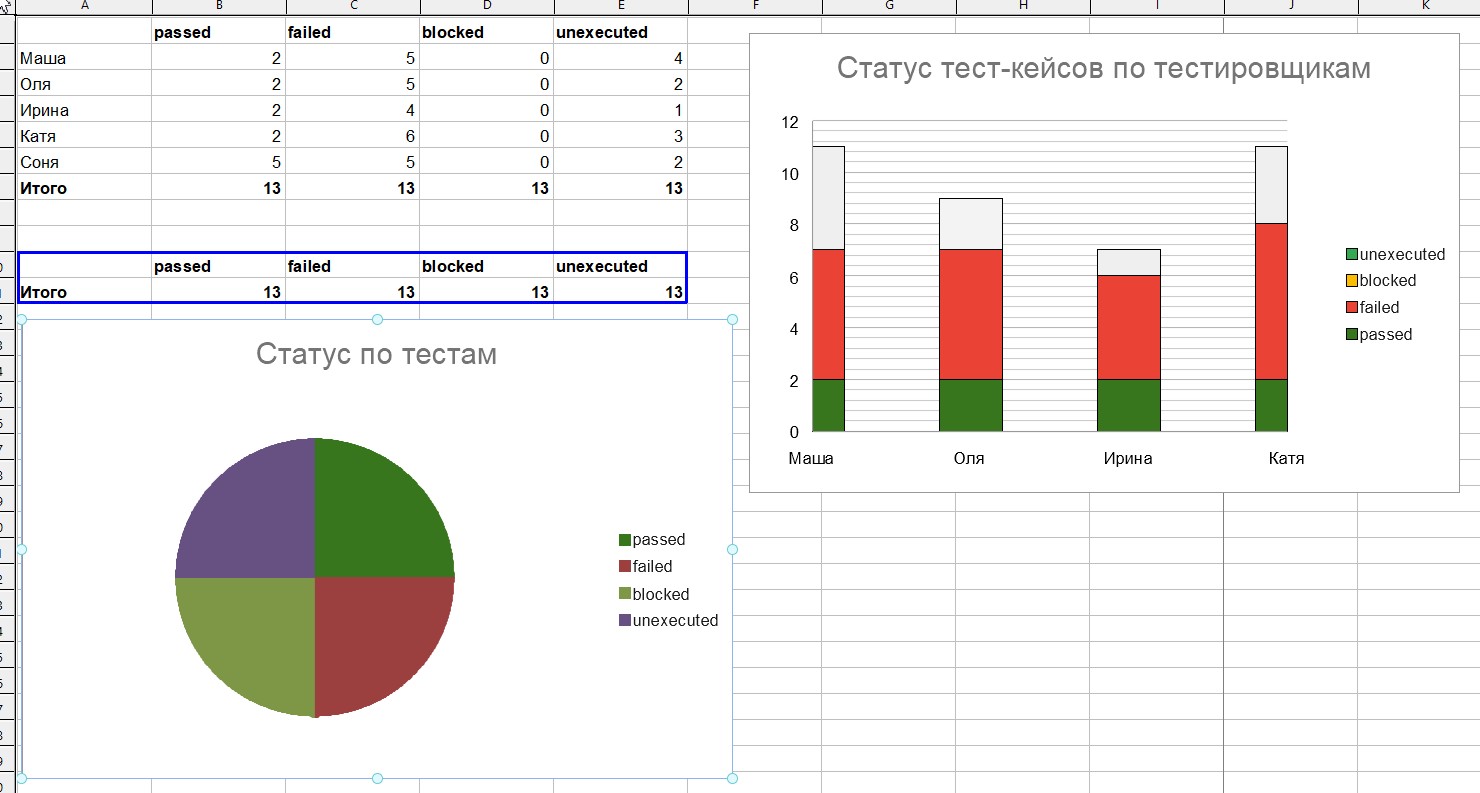 A B C D E F G H I J K
passed failed blocked unexecuted
Маша 2 5 0 4
Оля 2 5 0 2
Ирина 2 4 0 1
Катя 2 6 0 3
Соня 5 5 0 2
Итого 13 13 13 13
passed failed blocked unexecuted
Итого 13 13 13 13
Статус по тестам
passed
failed
blocked
unexecuted
Статус тест-кейсов по тестировщикам
12
10
8
6
4
2
0
Маша Оля Ирина Катя
unexecuted
blocked
failed
passed